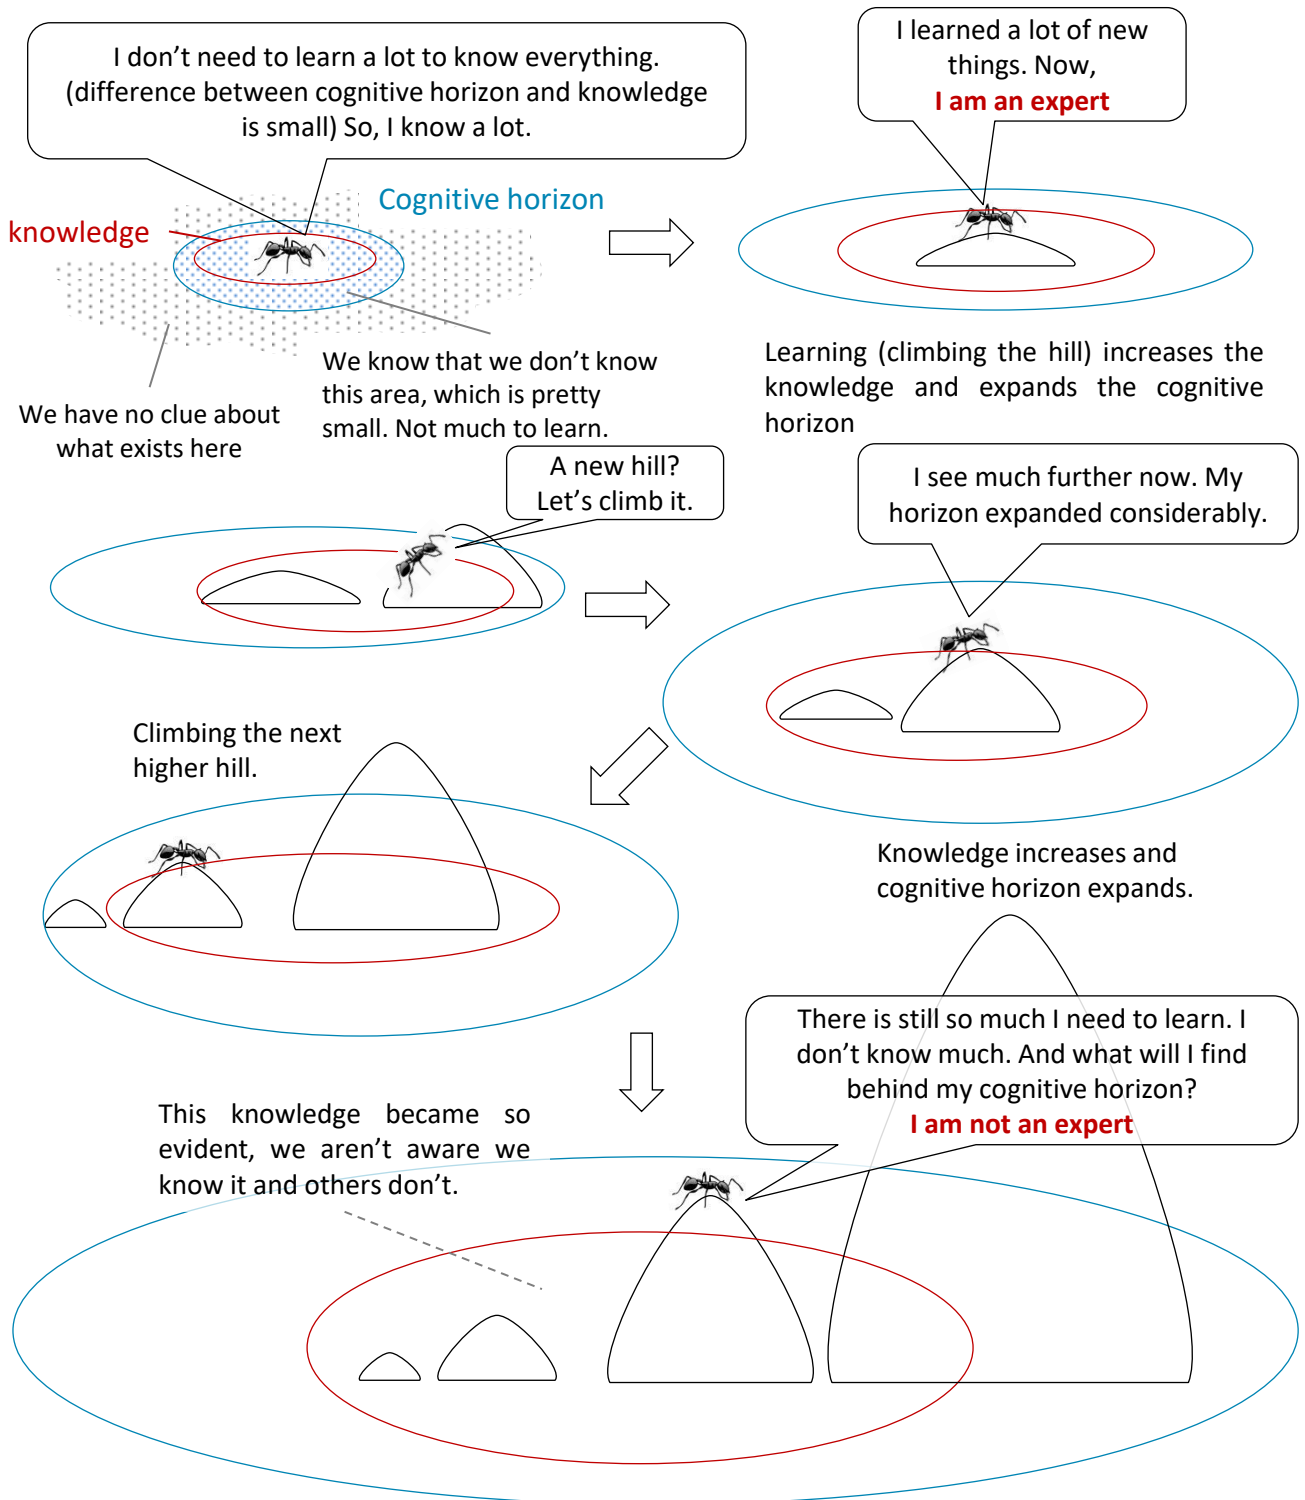 I don’t need to learn a lot to know everything.
(difference between cognitive horizon and knowledge
is small) So, I know a lot.
I learned a lot of new
things. Now,
I am an expert
Cognitive horizon
knowledge
We know that we don’t know
this area, which is pretty
small. Not much to learn.
We have no clue about
what exists here
Learning (climbing the hill) increases the
knowledge and expands the cognitive
horizon
A new hill?
Let’s climb it.
I see much further now. My
horizon expanded considerably.
Climbing the next
higher hill.
Knowledge increases and
cognitive horizon expands.
There is still so much I need to learn. I
don’t know much. And what will I find
behind my cognitive horizon?
I am not an expert
This knowledge became so
evident, we aren’t aware we
know it and others don’t.